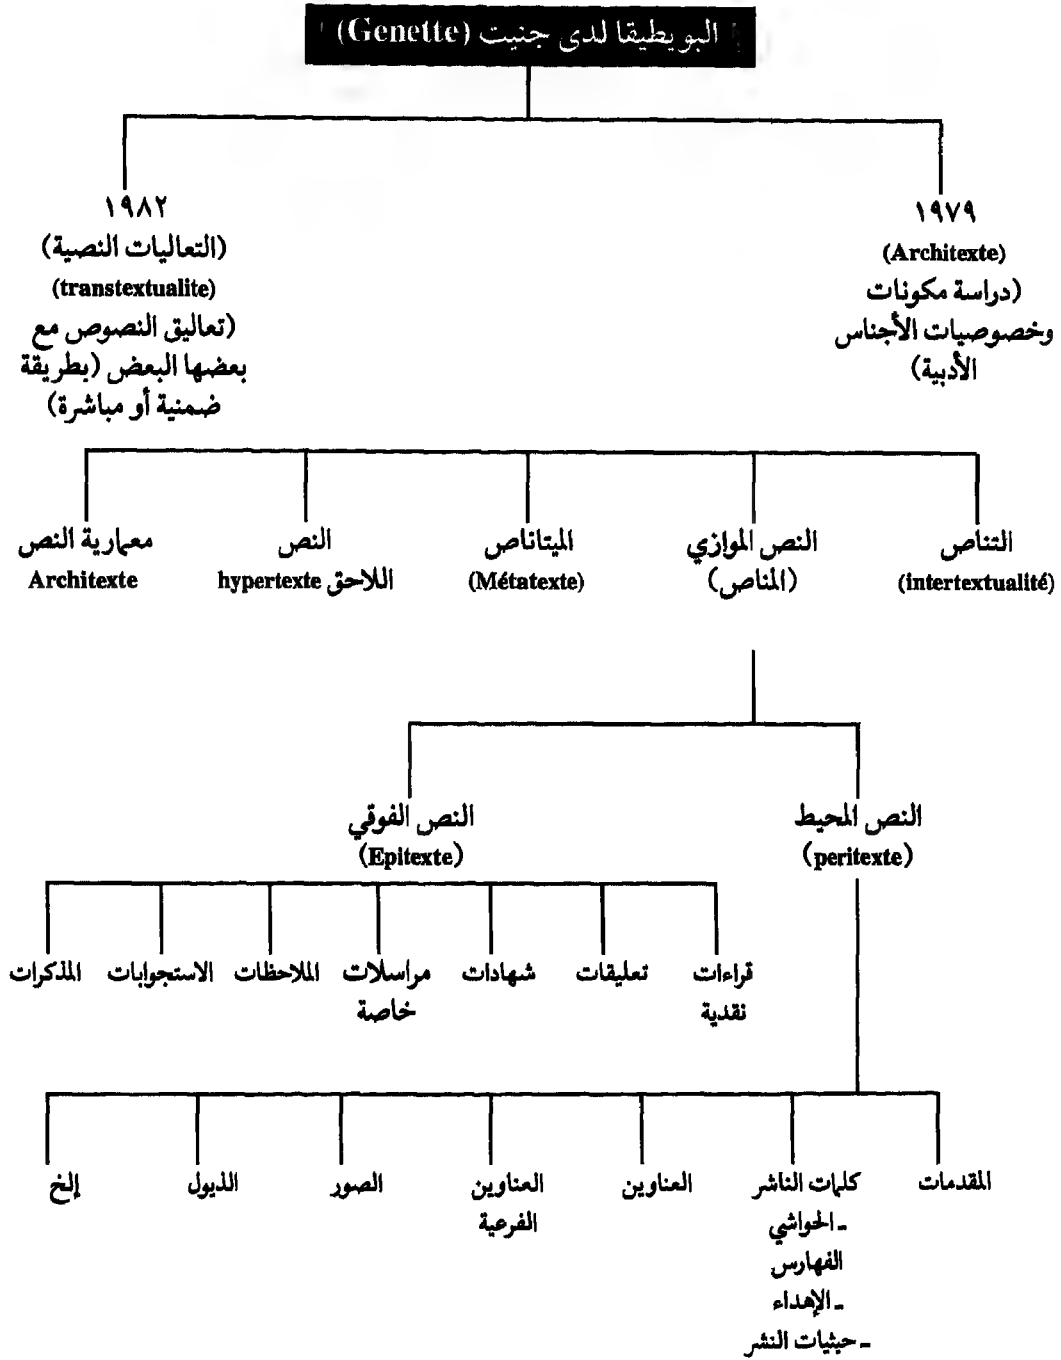 البويطيقا لدى جنيت (Genette)
١٩٧٩
(Architexte)
(دراسة مكونات
وخصوصيات الأجناس
الأدبية)
١٩٨٢
(التعاليات النصية)
(transtextualite)
(تعاليق النصوص مع
بعضها البعض (بطريقة
ضمنية أو مباشرة)
التناص
(intertextualité)
النص الموازي
(المناص)
الميتاناص
(Métatexte)
النص
اللاحق hypertexte
معمارية النص
Architexte
النص المحيط
(peritexte)
النص الفوقي
(Epitexte)
قراءات
نقدية
تعليقات
شهادات
مراسلات
خاصة
الملاحظات
الاستجوابات
المذكرات
المقدمات
كلمات الناشر
ـ الحواشي
الفهارس
ـ الإهداء
ـ حيثيات النشر
العناوين
العناوين
الفرعية
الصور
الذيول
إلخ